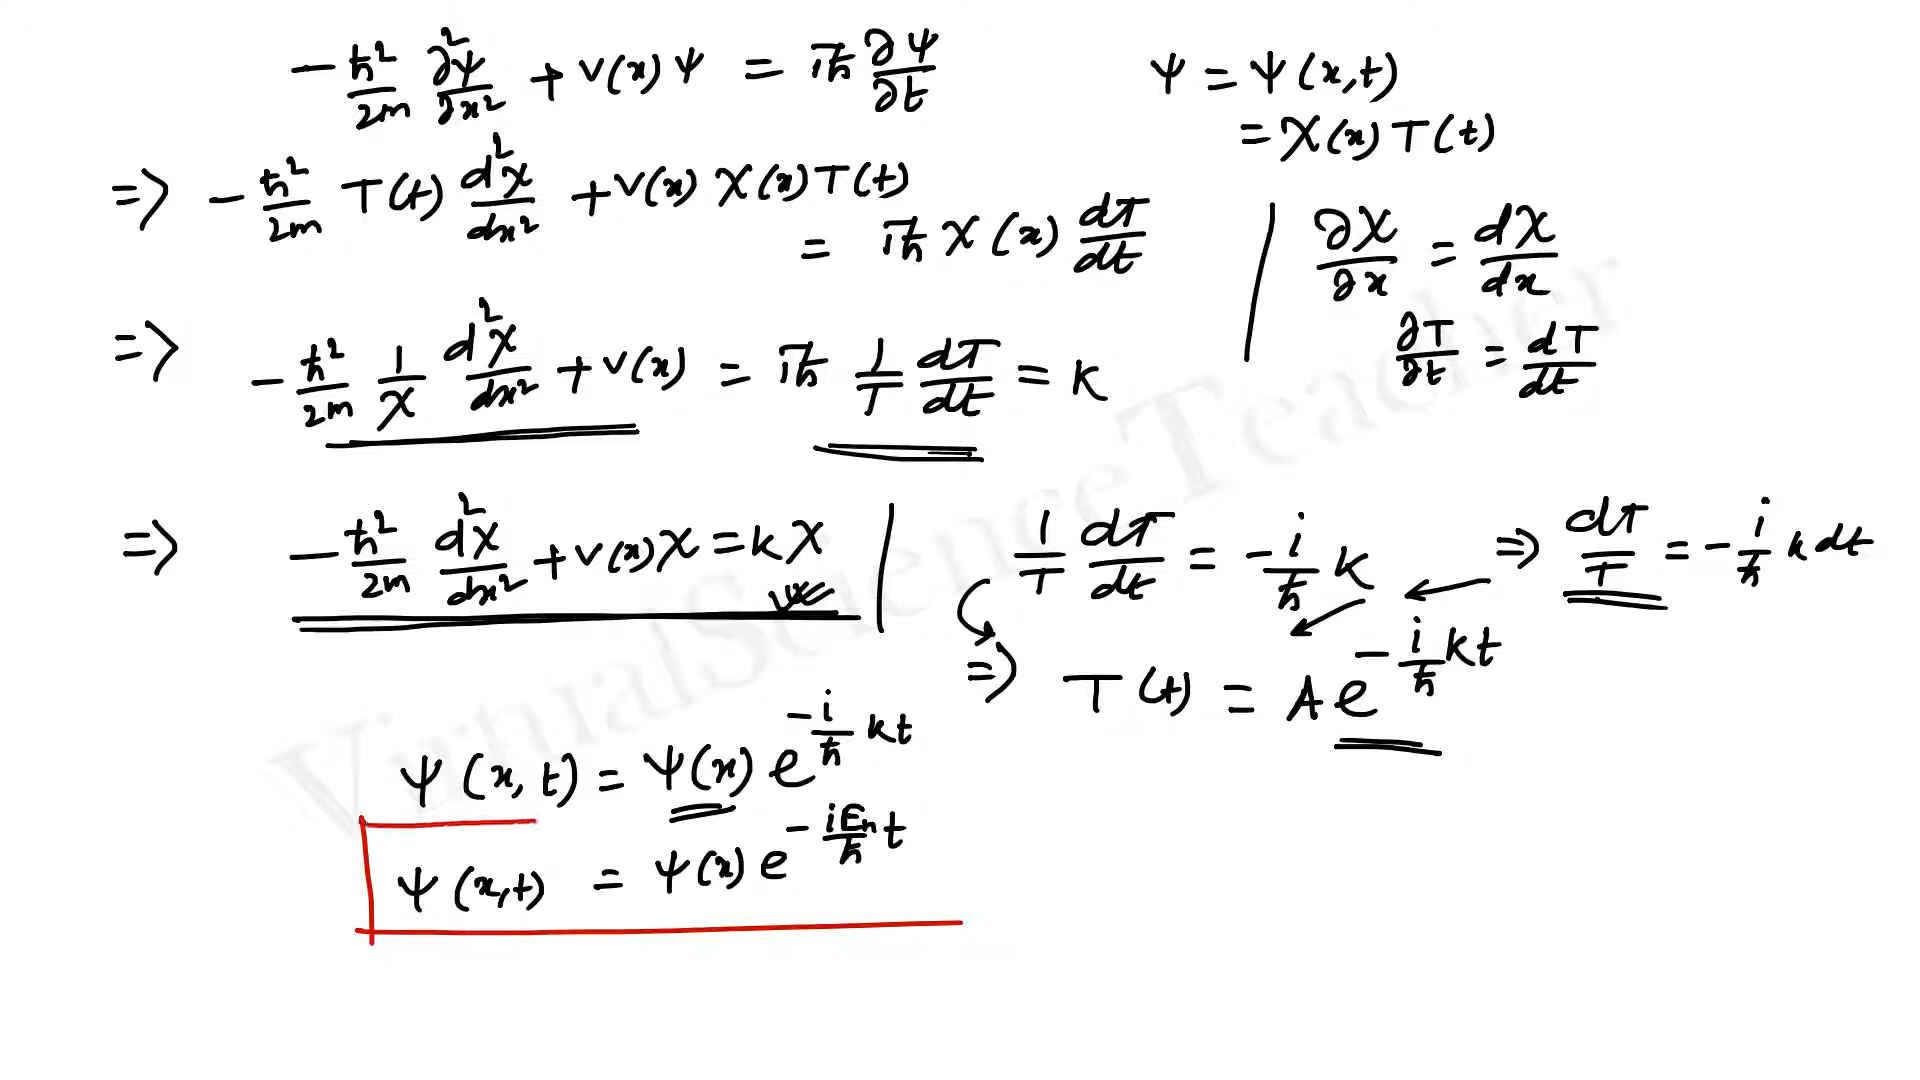 -ℏ²/2m ∂²Ψ/∂x² + V(x)Ψ = iℏ ∂Ψ/∂t
Ψ = Ψ(x,t)
= X(x)T(t)
=> -ℏ²/2m T(t) d²X/dx² + V(x) X(x)T(t)
= iℏ X(x) dT/dt
∂X/∂x = dX/dx
∂T/∂t = dT/dt
=> -ℏ²/2m 1/X d²X/dx² + V(x) = iℏ 1/T dT/dt = K
=> -ℏ²/2m d²X/dx² + V(x)X = kX
1/T dT/dt = -i/ℏ K => dT/T = -i/ℏ k dt
=> T(t) = A e^(-i/ℏ kt)
Ψ(x,t) = Ψ(x) e^(-i/ℏ kt)
Ψ(x,t) = Ψ(x) e^(-iEₙ/ℏ t)
VirtualScienceTeacher